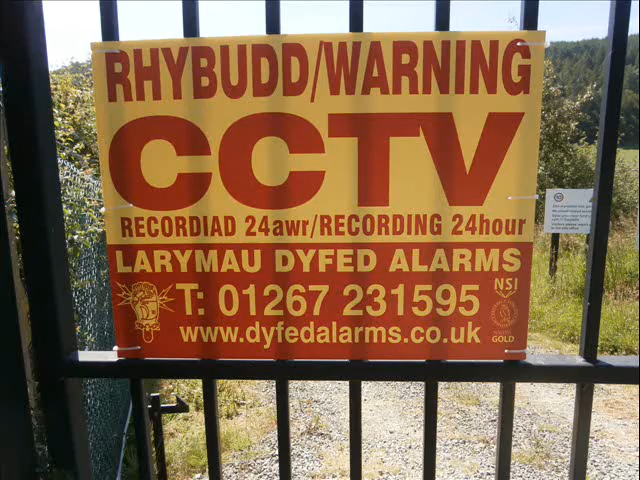 RHYBUDD/WARNING
CCTV
RECORDIAD 24awr/RECORDING 24hour
LARYMAU DYFED ALARMS
T: 01267 231595
www.dyfedalarms.co.uk
NSI
GOLD